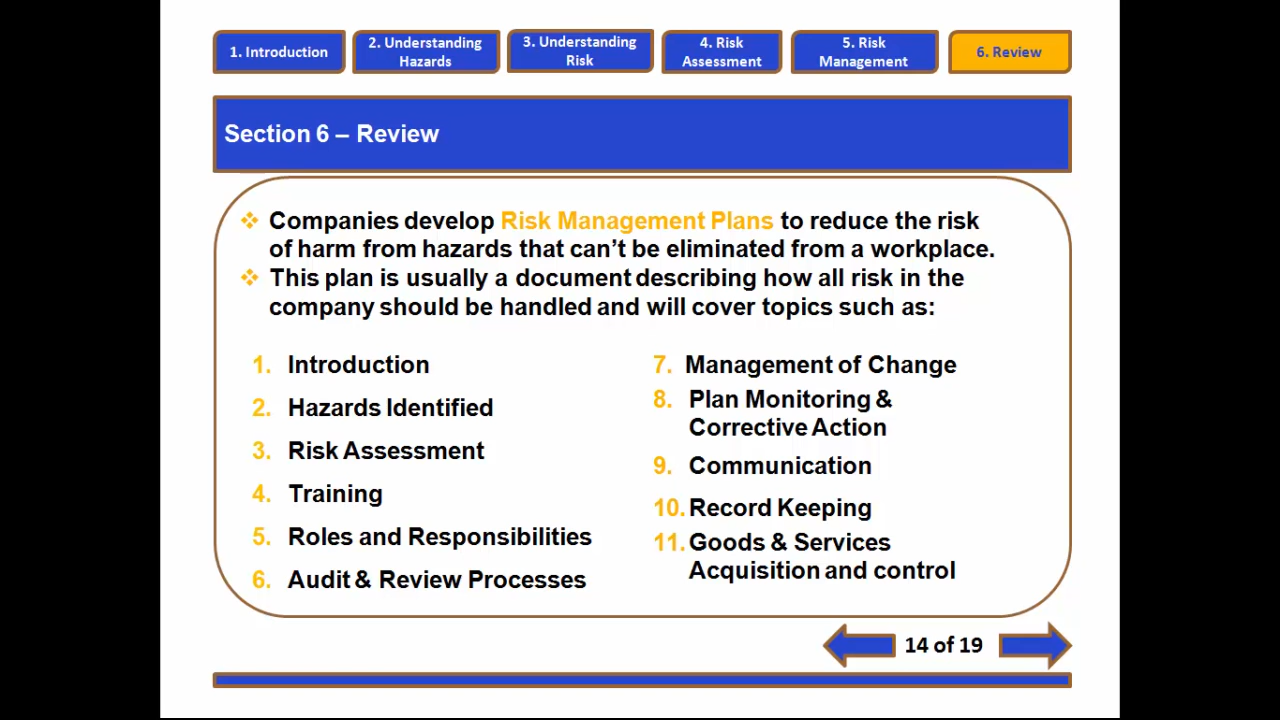 1. Introduction
2. Understanding
Hazards
3. Understanding
Risk
4. Risk
Assessment
5. Risk
Management
6. Review
Section 6 – Review
Companies develop Risk Management Plans to reduce the risk
of harm from hazards that can’t be eliminated from a workplace.
This plan is usually a document describing how all risk in the
company should be handled and will cover topics such as:
1. Introduction
2. Hazards Identified
3. Risk Assessment
4. Training
5. Roles and Responsibilities
6. Audit & Review Processes
7. Management of Change
8. Plan Monitoring &
Corrective Action
9. Communication
10. Record Keeping
11. Goods & Services
Acquisition and control
14 of 19